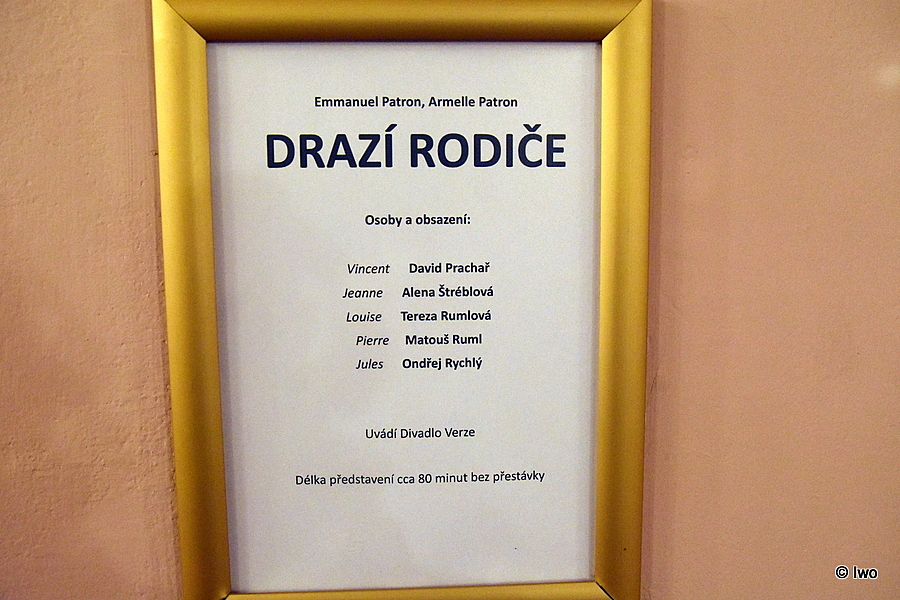 Emmanuel Patron, Armelle Patron
DRAZÍ RODIČE
Osoby a obsazení:
Vincent David Prachař
Jeanne Alena Štréblová
Louise Tereza Rumlová
Pierre Matouš Ruml
Jules Ondřej Rychlý
Uvádí Divadlo Verze
Délka představení cca 80 minut bez přestávky
© Iwo